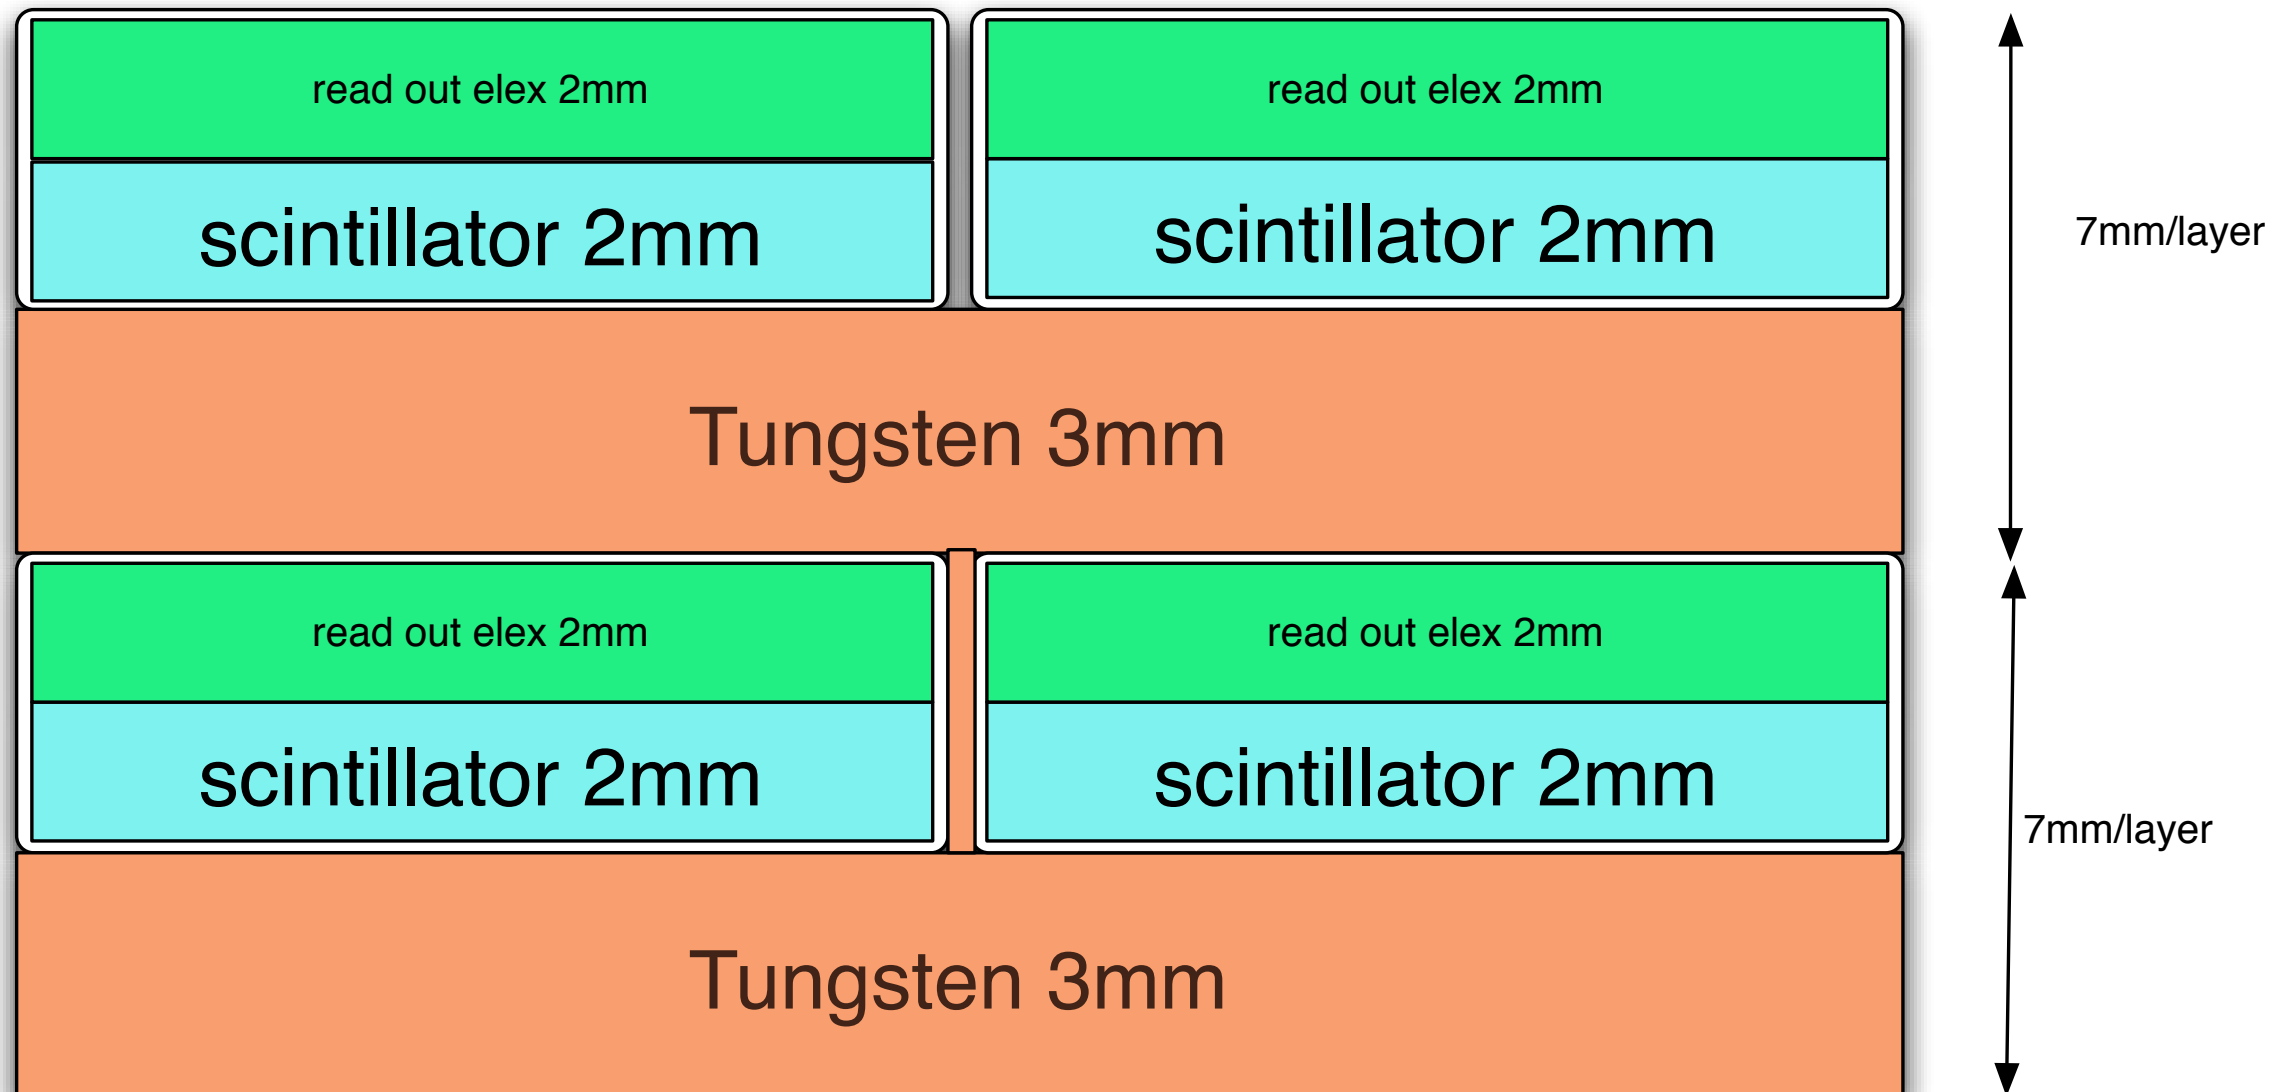 read out elex 2mm
read out elex 2mm
scintillator 2mm
scintillator 2mm
7mm/layer
Tungsten 3mm
read out elex 2mm
read out elex 2mm
scintillator 2mm
scintillator 2mm
7mm/layer
Tungsten 3mm